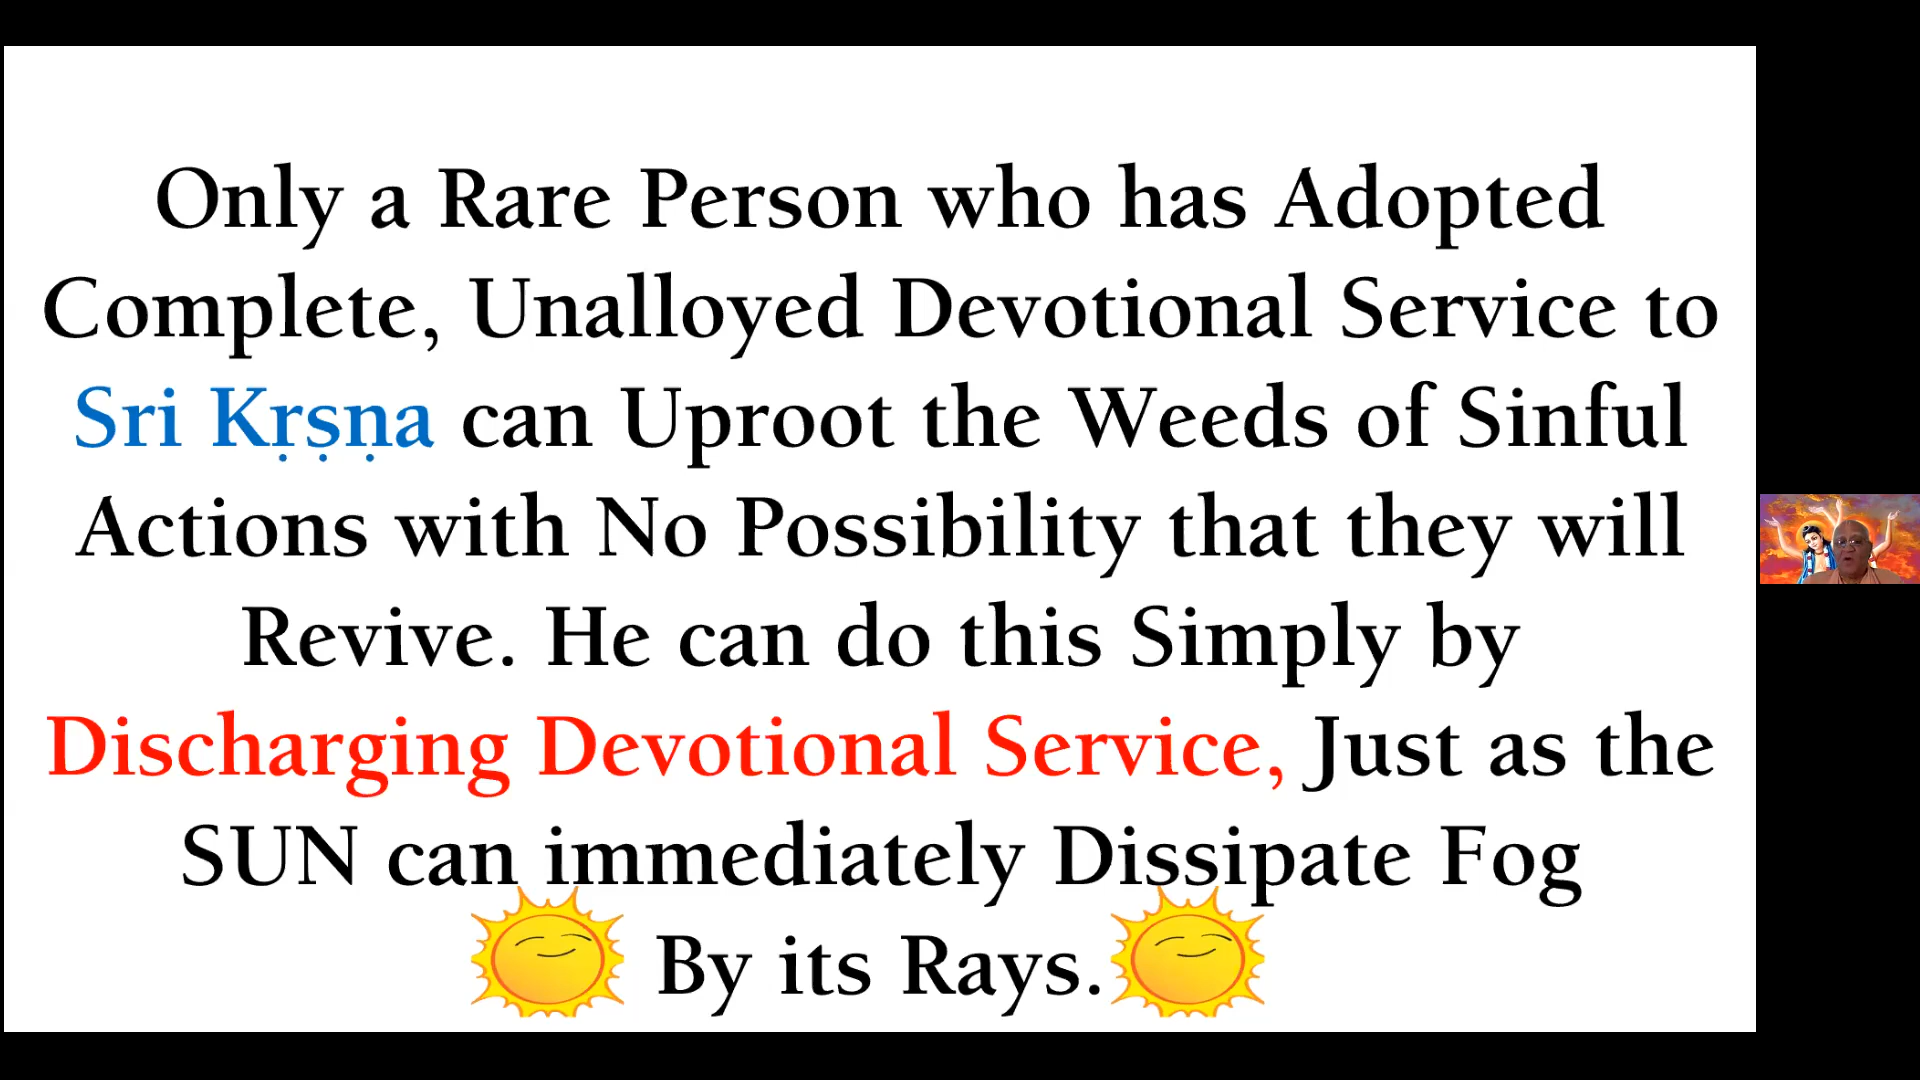 Only a Rare Person who has Adopted
Complete, Unalloyed Devotional Service to
Sri Kṛṣṇa can Uproot the Weeds of Sinful
Actions with No Possibility that they will
Revive. He can do this Simply by
Discharging Devotional Service, Just as the
SUN can immediately Dissipate Fog
By its Rays.